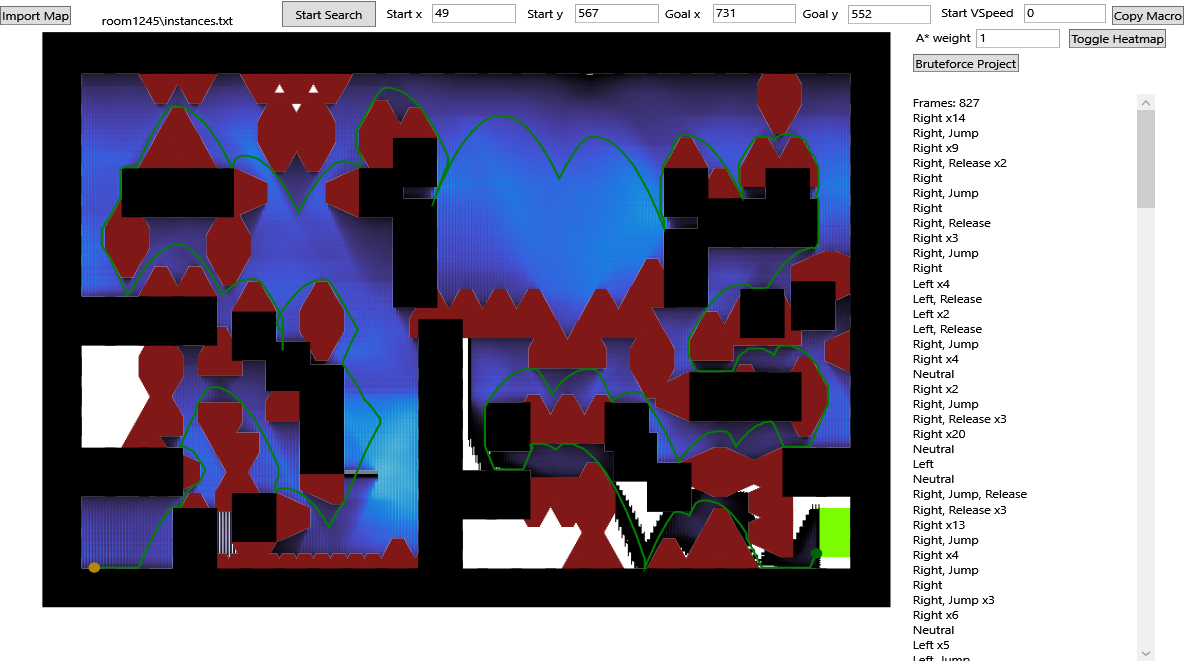 Import Map
room1245\instances.txt
Start Search
Start x 49 Start y 567 Goal x 731 Goal y 552 Start VSpeed 0 Copy Macro
A* weight 1 Toggle Heatmap
Bruteforce Project
Frames: 827
Right x14
Right, Jump
Right x9
Right, Release x2
Right
Right, Jump
Right
Right, Release
Right x3
Right, Jump
Right
Left x4
Left, Release
Left x2
Left, Release
Right, Jump
Right x4
Neutral
Right x2
Right, Jump
Right, Release x3
Right x20
Neutral
Left
Neutral
Right, Jump, Release
Right, Release x3
Right x13
Right, Jump
Right x4
Right, Jump
Right
Right, Jump x3
Right x6
Neutral
Left x5
Left, Jump